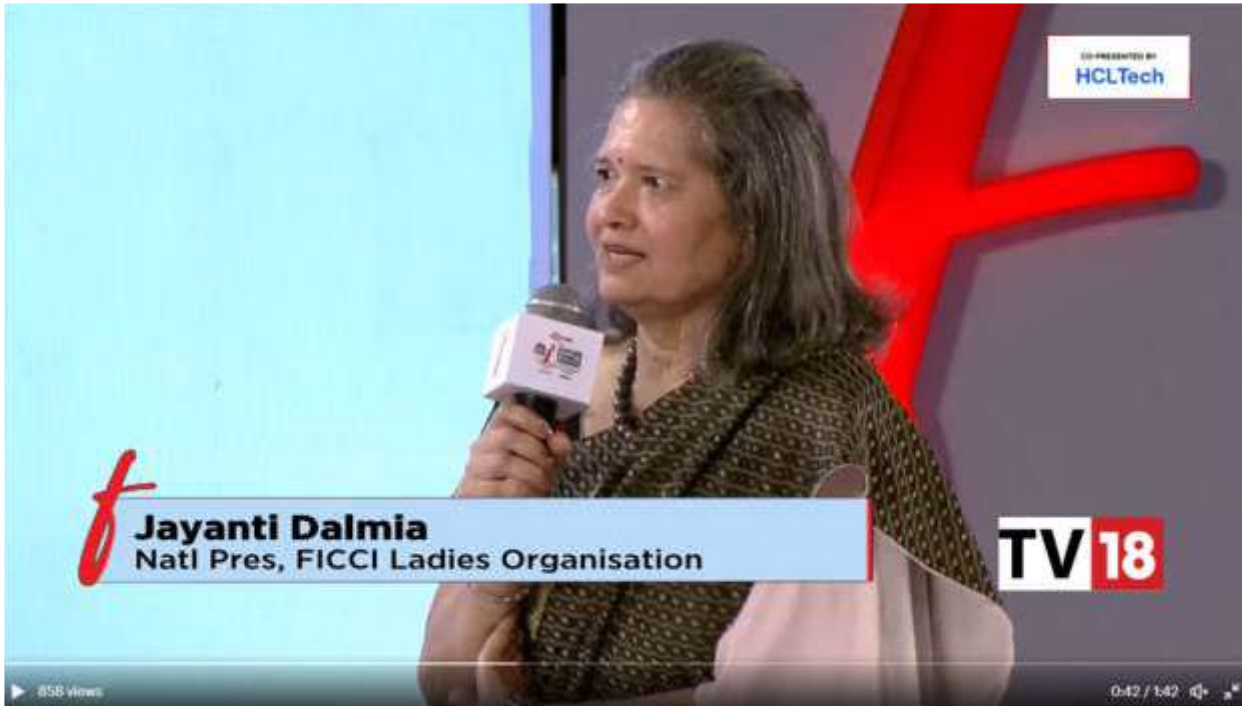 CO-PRESENTED BY
HCLTech
Jayanti Dalmia
Natl Pres, FICCI Ladies Organisation
TV18
858 views
0:42 / 1:42